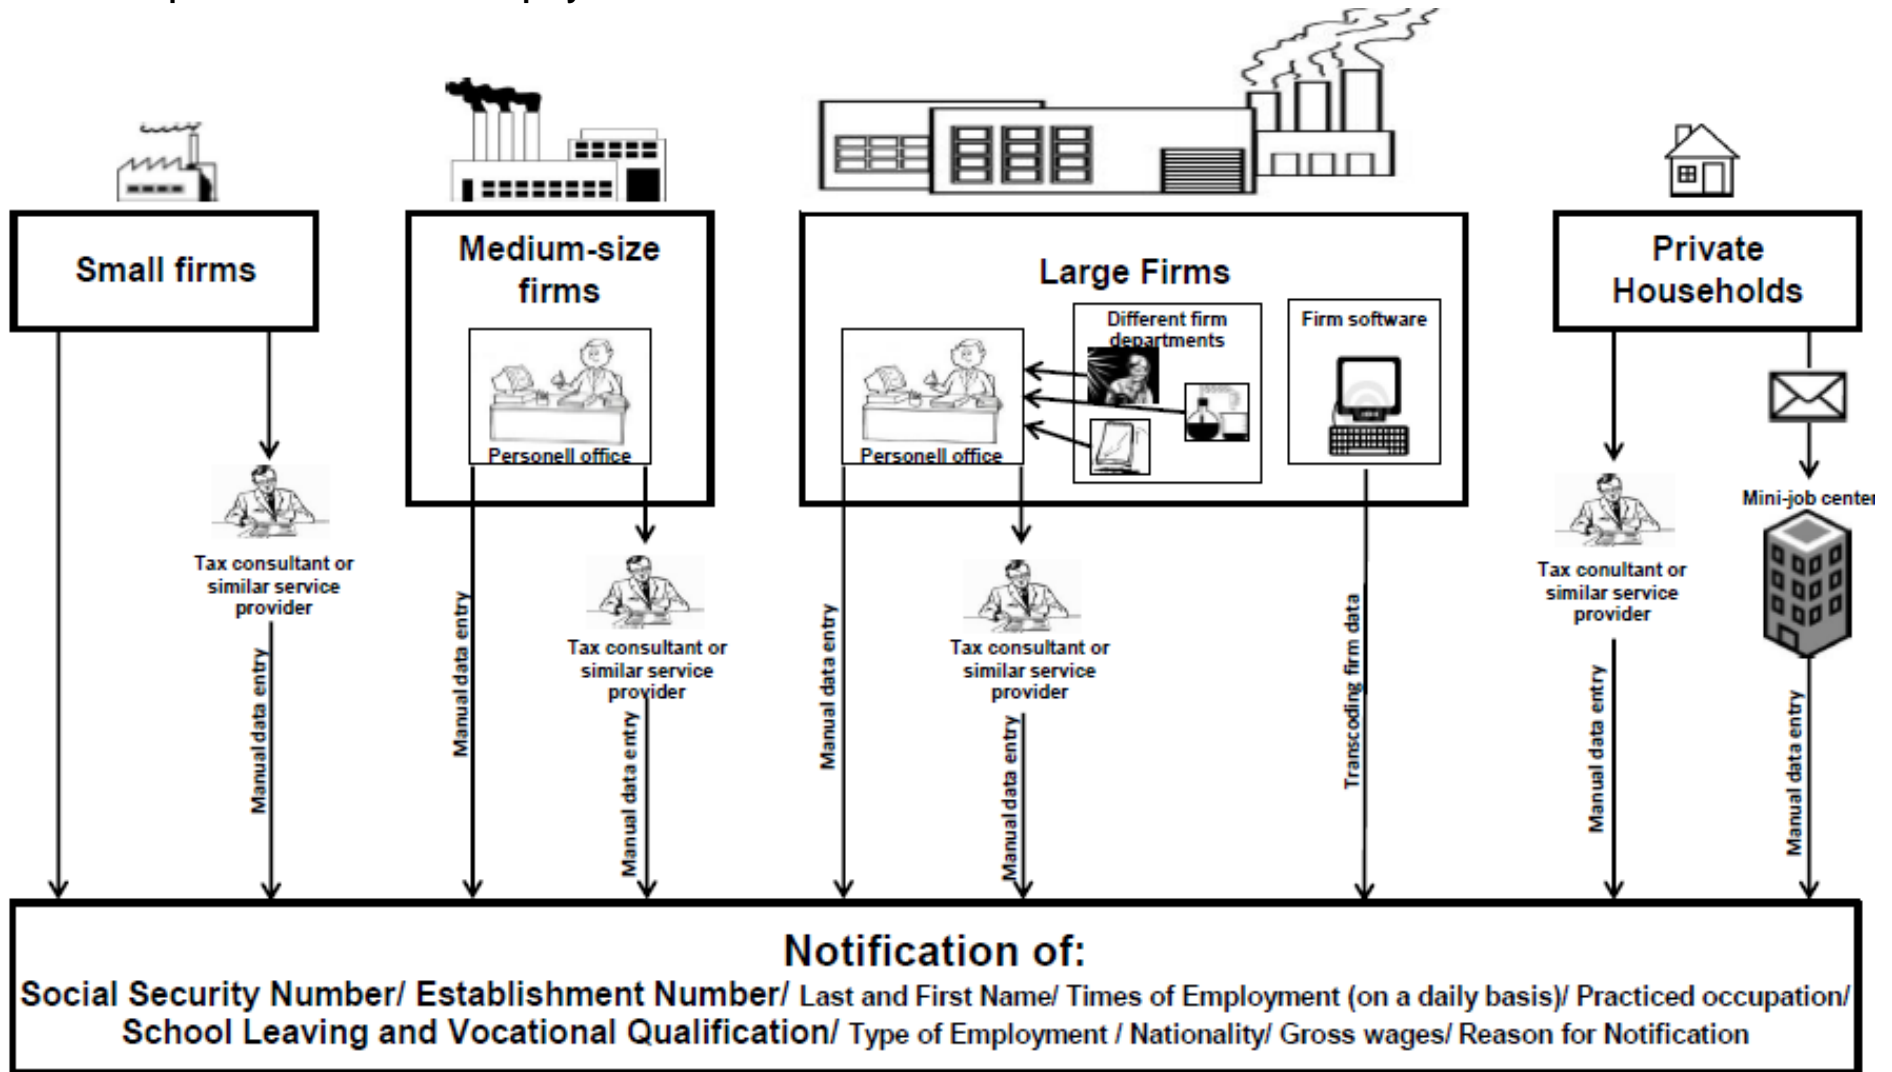 Small firms
Medium-size
firms
Personell office
Large Firms
Personell office
Different firm
departments
Firm software
Private
Households
Mini-job center
Tax consultant or
similar service
provider
Tax consultant or
similar service
provider
Tax consultant or
similar service
provider
Tax conultant or
similar service
provider
Manual data entry
Manual data entry
Manual data entry
Manual data entry
Manual data entry
Transcoding firm data
Manual data entry
Manual data entry
Notification of:
Social Security Number/ Establishment Number/ Last and First Name/ Times of Employment (on a daily basis)/ Practiced occupation/
School Leaving and Vocational Qualification/ Type of Employment / Nationality/ Gross wages/ Reason for Notification